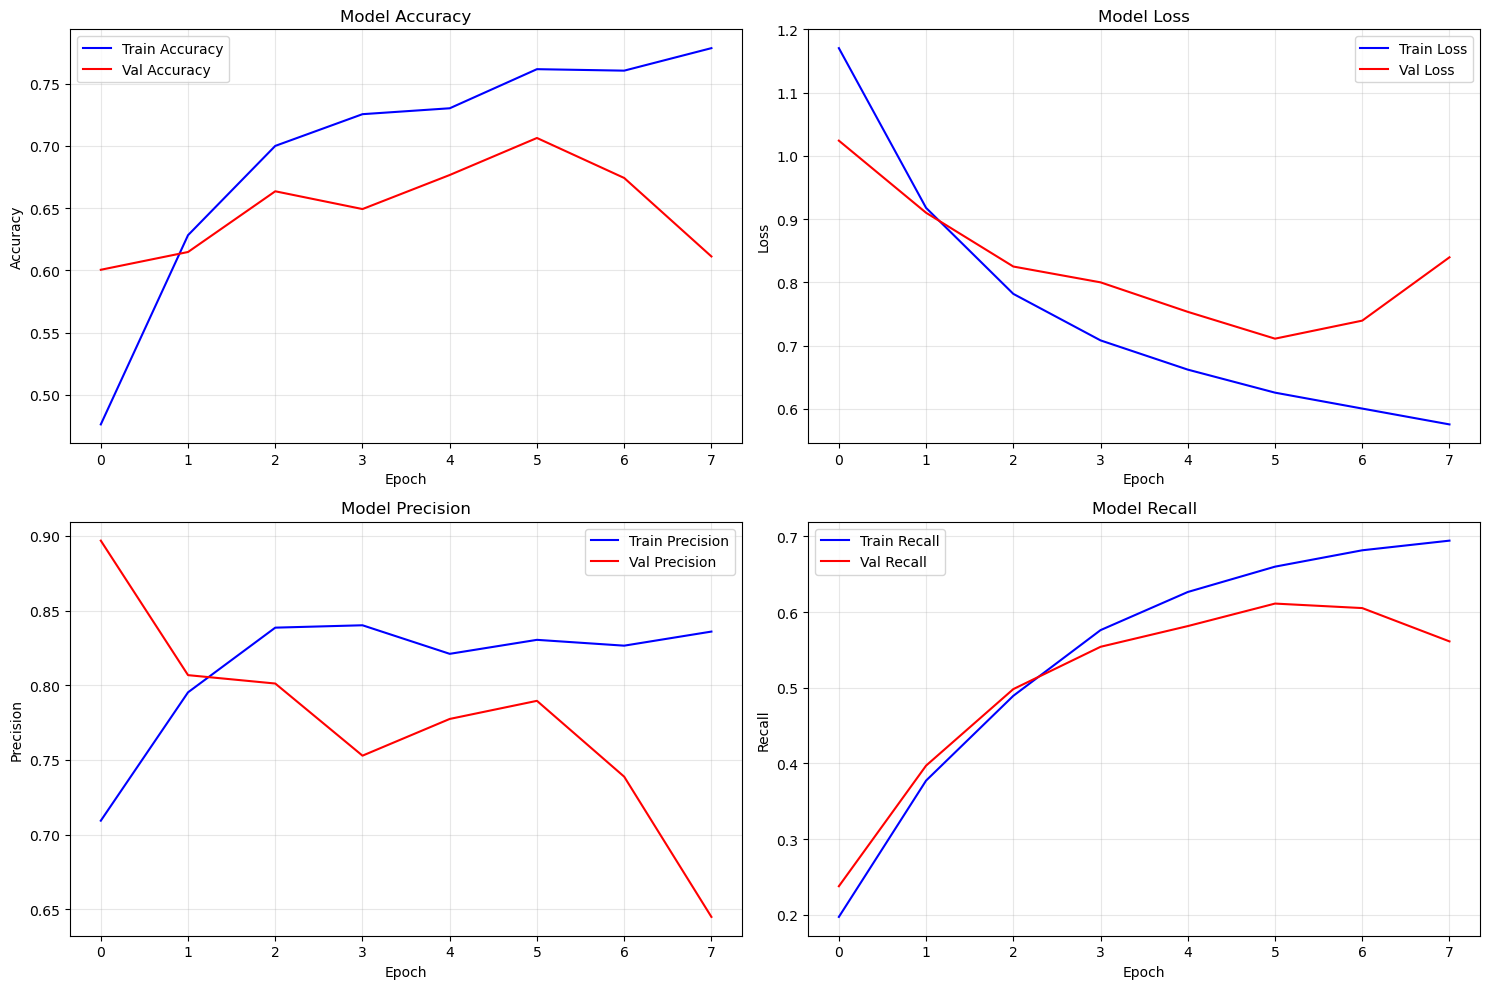 Model Accuracy
Train Accuracy
Val Accuracy
Accuracy
0.75
0.70
0.65
0.60
0.55
0.50
0 1 2 3 4 5 6 7
Epoch
Model Loss
Train Loss
Val Loss
Loss
1.2
1.1
1.0
0.9
0.8
0.7
0.6
0 1 2 3 4 5 6 7
Epoch
Model Precision
Train Precision
Val Precision
Precision
0.90
0.85
0.80
0.75
0.70
0.65
0 1 2 3 4 5 6 7
Epoch
Model Recall
Train Recall
Val Recall
Recall
0.7
0.6
0.5
0.4
0.3
0.2
0 1 2 3 4 5 6 7
Epoch